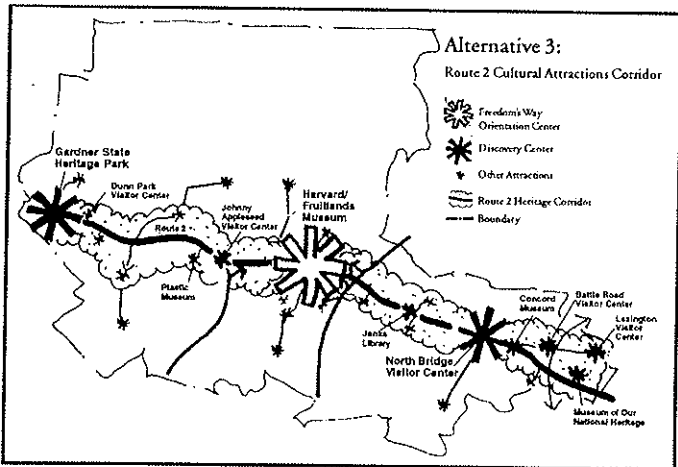 Alternative 3:
Route 2 Cultural Attractions Corridor
Freedom's Way
Orientation Center
Discovery Center
Other Attractions
Route 2 Heritage Corridor
Boundary
Gardner State
Heritage Park
Dunn Park
Visitor Center
Route 2
Johnny
Appleseed
Visitor Center
Harvard/
Fruitlands
Museum
Plastic
Museum
Janks
Library
North Bridge
Visitor Center
Concord
Museum
Battle Road
Visitor Center
Lexington
Visitor
Center
Museum of Our
National Heritage